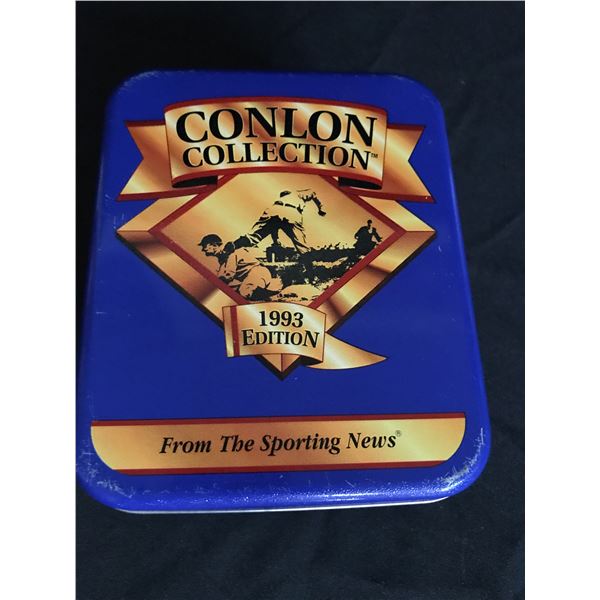 CONLON
COLLECTION™
1993
EDITION
From The Sporting News®